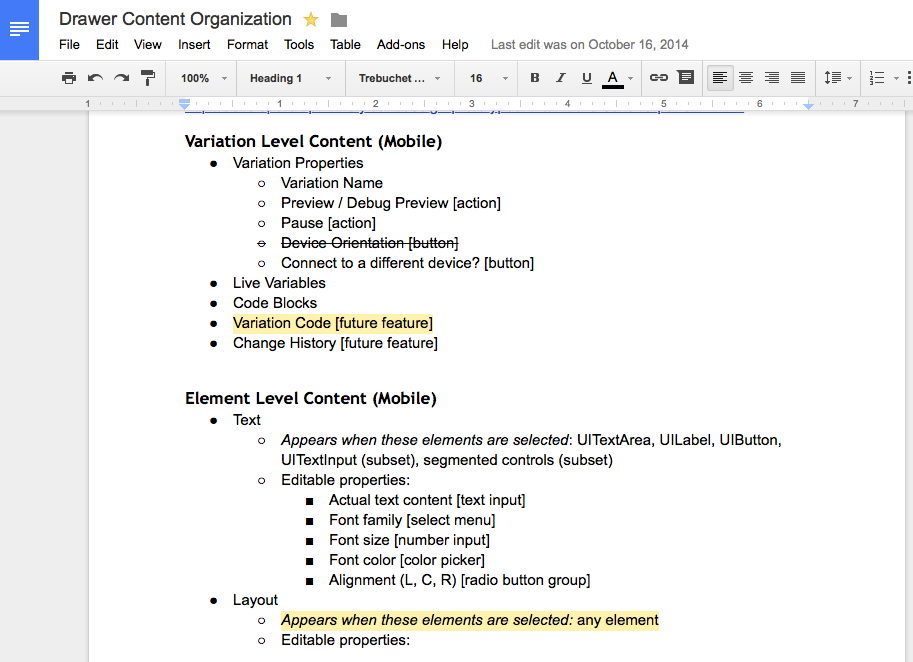 Drawer Content Organization
File Edit View Insert Format Tools Table Add-ons Help Last edit was on October 16, 2014
100% Heading 1 Trebuchet ... 16 B I U A
1 1 2 3 4 5 6 7
Variation Level Content (Mobile)
● Variation Properties
○ Variation Name
○ Preview / Debug Preview [action]
○ Pause [action]
○ Device Orientation [button]
○ Connect to a different device? [button]
● Live Variables
● Code Blocks
● Variation Code [future feature]
● Change History [future feature]
Element Level Content (Mobile)
● Text
○ Appears when these elements are selected: UITextArea, UILabel, UIButton,
UITextInput (subset), segmented controls (subset)
○ Editable properties:
■ Actual text content [text input]
■ Font family [select menu]
■ Font size [number input]
■ Font color [color picker]
■ Alignment (L, C, R) [radio button group]
● Layout
○ Appears when these elements are selected: any element
○ Editable properties: